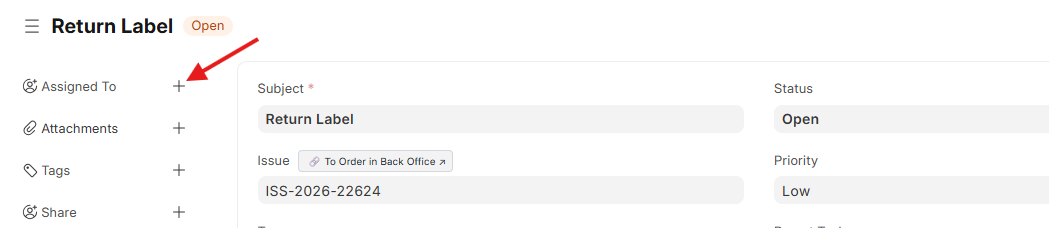 Return Label Open
Assigned To
Attachments
Tags
Share
Subject *
Return Label
Issue To Order in Back Office ↗
ISS-2026-22624
Status
Open
Priority
Low